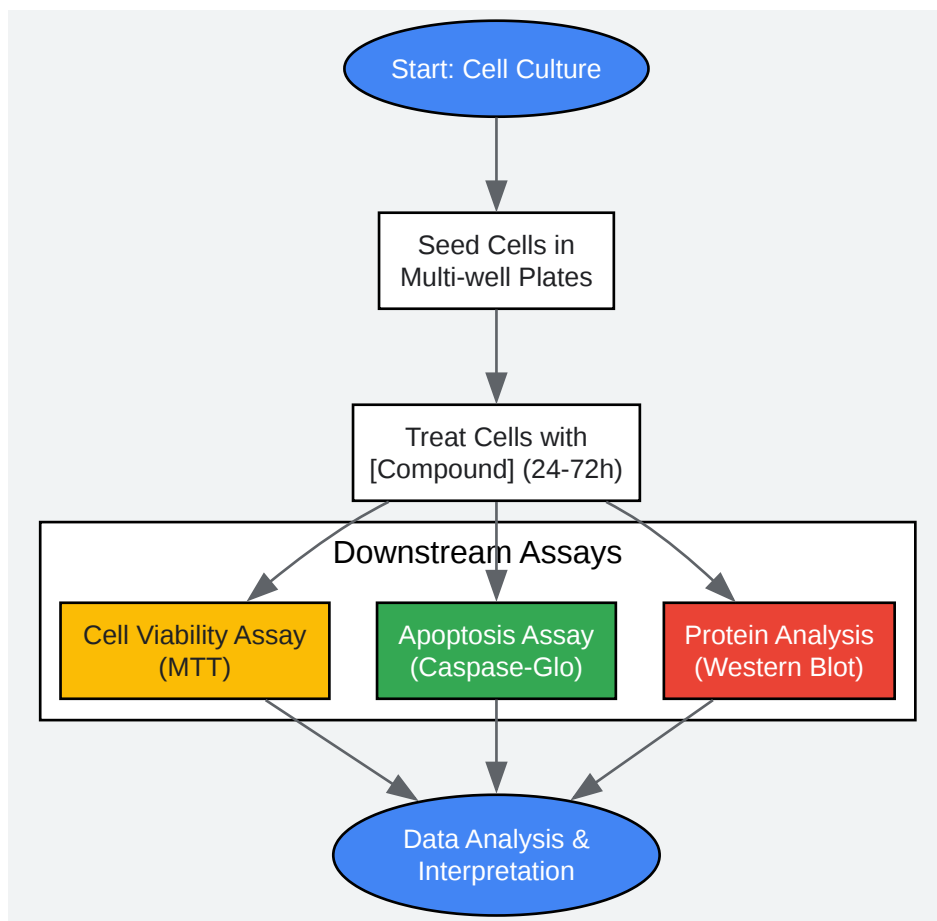 Start: Cell Culture
Seed Cells in
Multi-well Plates
Treat Cells with
[Compound] (24-72h)
Downstream Assays
Cell Viability Assay
(MTT)
Apoptosis Assay
(Caspase-Glo)
Protein Analysis
(Western Blot)
Data Analysis &
Interpretation